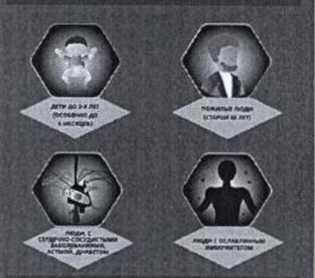 ДЕТИ ДО 2-Х ЛЕТ
(ОСОБЕННО ДО
6 МЕСЯЦЕВ)
ПОЖИЛЫЕ ЛЮДИ
(СТАРШЕ 65 ЛЕТ)
ЛЮДИ, С
СЕРДЕЧНО-СОСУДИСТЫМИ
ЗАБОЛЕВАНИЯМИ,
АСТМОЙ, ДИАБЕТОМ
ЛЮДИ С ОСЛАБЛЕННЫМ
ИММУНИТЕТОМ